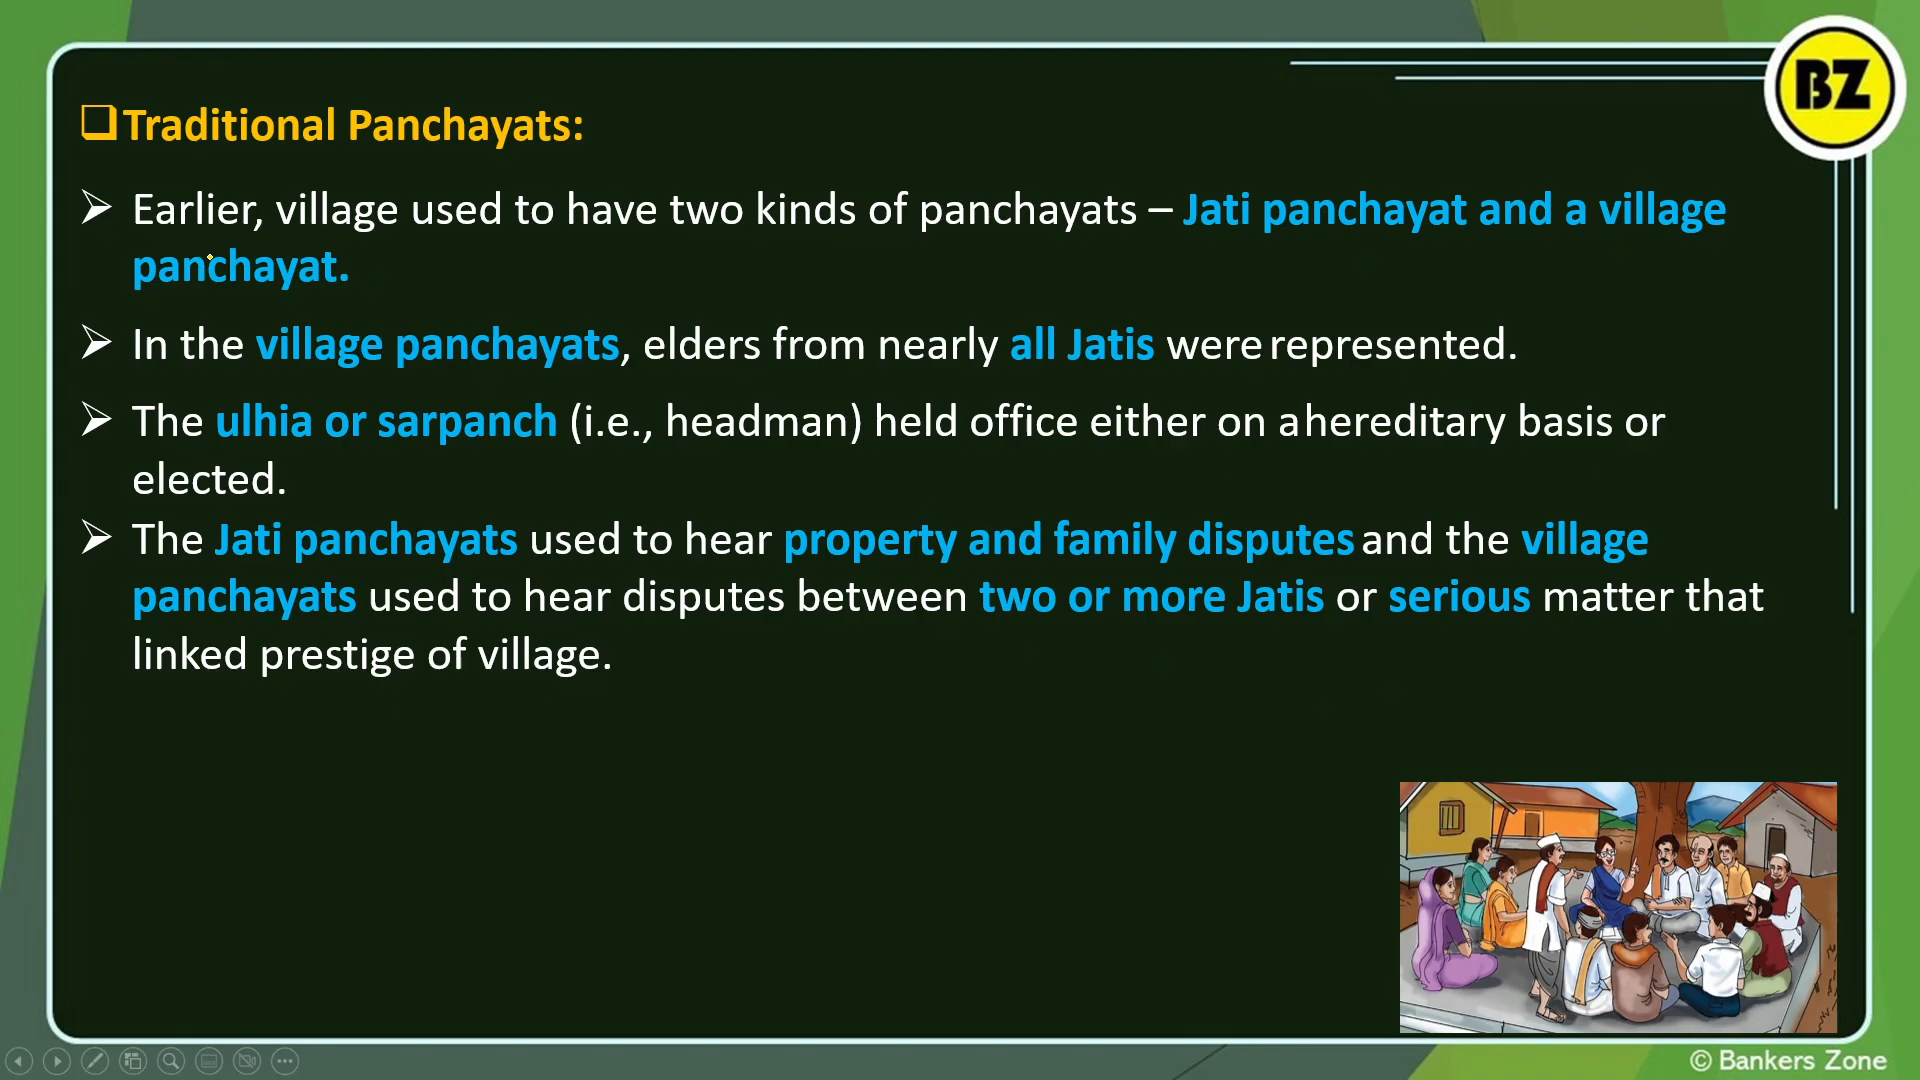 BZ
Traditional Panchayats:
Earlier, village used to have two kinds of panchayats – Jati panchayat and a village
panchayat.
In the village panchayats, elders from nearly all Jatis were represented.
The ulhia or sarpanch (i.e., headman) held office either on a hereditary basis or
elected.
The Jati panchayats used to hear property and family disputes and the village
panchayats used to hear disputes between two or more Jatis or serious matter that
linked prestige of village.
© Bankers Zone